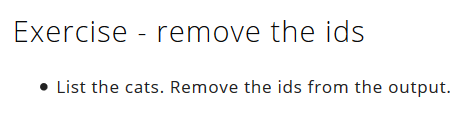 Exercise - remove the ids
• List the cats. Remove the ids from the output.